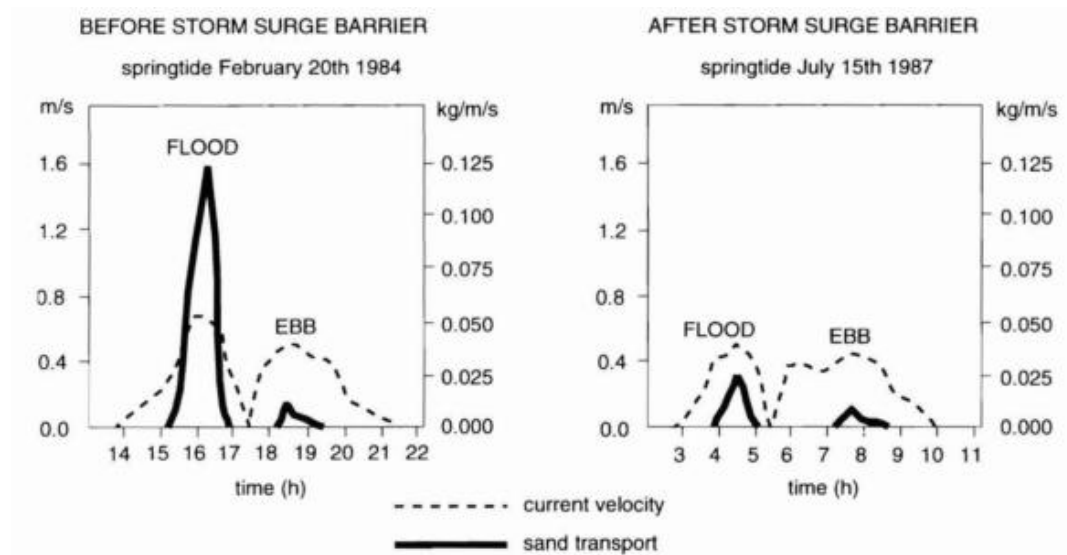 BEFORE STORM SURGE BARRIER
springtide February 20th 1984
m/s
kg/m/s
FLOOD
EBB
1.6
1.2
0.8
0.4
0.0
0.125
0.100
0.075
0.050
0.025
0.000
14 15 16 17 18 19 20 21 22
time (h)
AFTER STORM SURGE BARRIER
springtide July 15th 1987
m/s
kg/m/s
FLOOD
EBB
1.6
1.2
0.8
0.4
0.0
0.125
0.100
0.075
0.050
0.025
0.000
3 4 5 6 7 8 9 10 11
time (h)
current velocity
sand transport